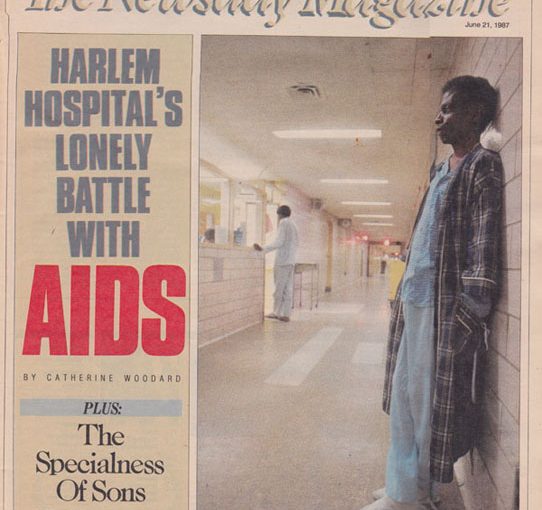 The Newsday Magazine
June 21, 1987
HARLEM
HOSPITAL'S
LONELY
BATTLE
WITH
AIDS
BY CATHERINE WOODARD
PLUS:
The
Specialness
Of Sons